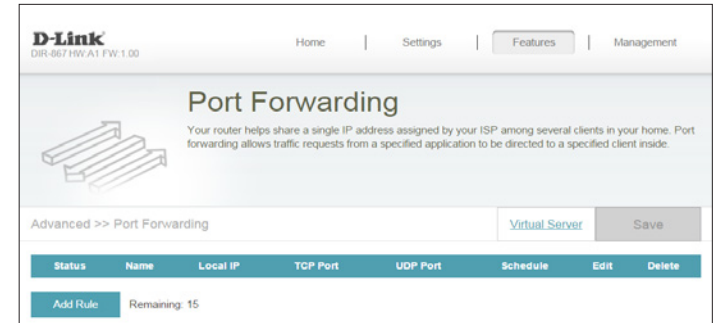 D-Link
DIR-867 HW:A1 FW:1.00
Home | Settings | Features | Management
Port Forwarding
Your router helps share a single IP address assigned by your ISP among several clients in your home. Port
forwarding allows traffic requests from a specified application to be directed to a specified client inside.
Advanced >> Port Forwarding
Virtual Server
Save
Status Name Local IP TCP Port UDP Port Schedule Edit Delete
Add Rule Remaining: 15